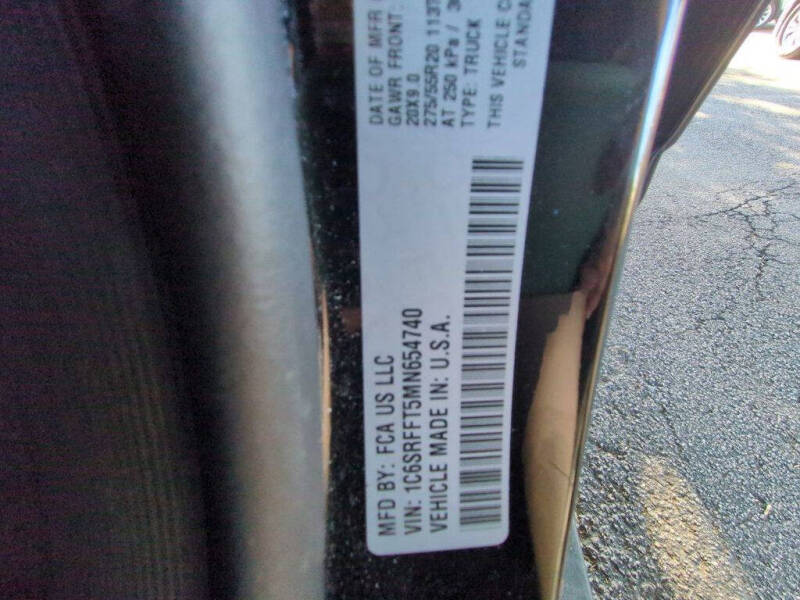 MFD BY: FCA US LLC
DATE OF MFR
GAWR FRONT:
20X9.0
275/55R20 113T
AT 250 kPa /
TYPE: TRUCK
THIS VEHICLE
STANDA
VIN: 1C6SRFFT5MN654740
VEHICLE MADE IN: U.S.A.